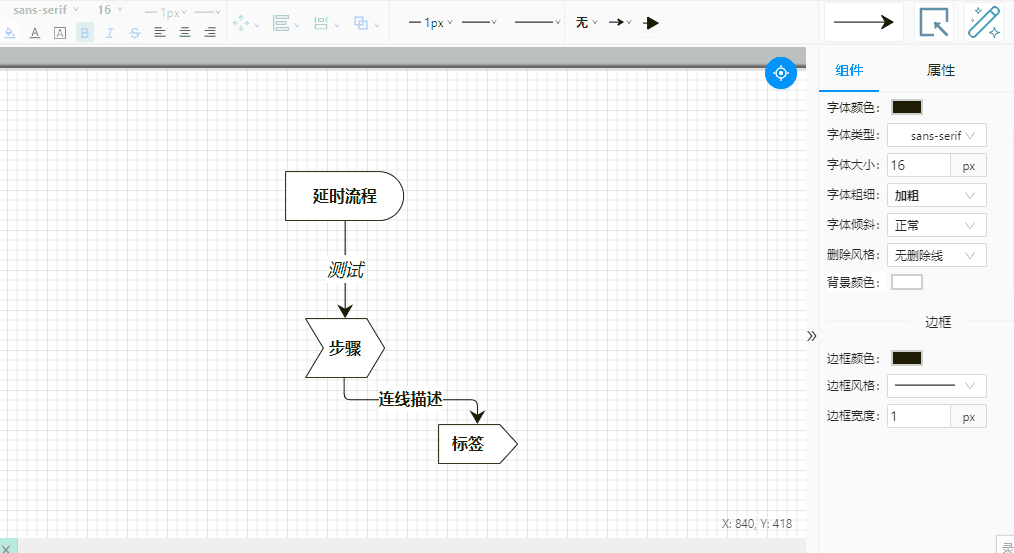 sans-serif 16 1px
A A B I S
1px 无
组件 属性
字体颜色：
字体类型： sans-serif
字体大小： 16 px
字体粗细： 加粗
字体倾斜： 正常
删除风格： 无删除线
背景颜色：
边框
边框颜色：
边框风格：
边框宽度： 1 px
延时流程
测试
步骤
连线描述
标签
X: 840, Y: 418